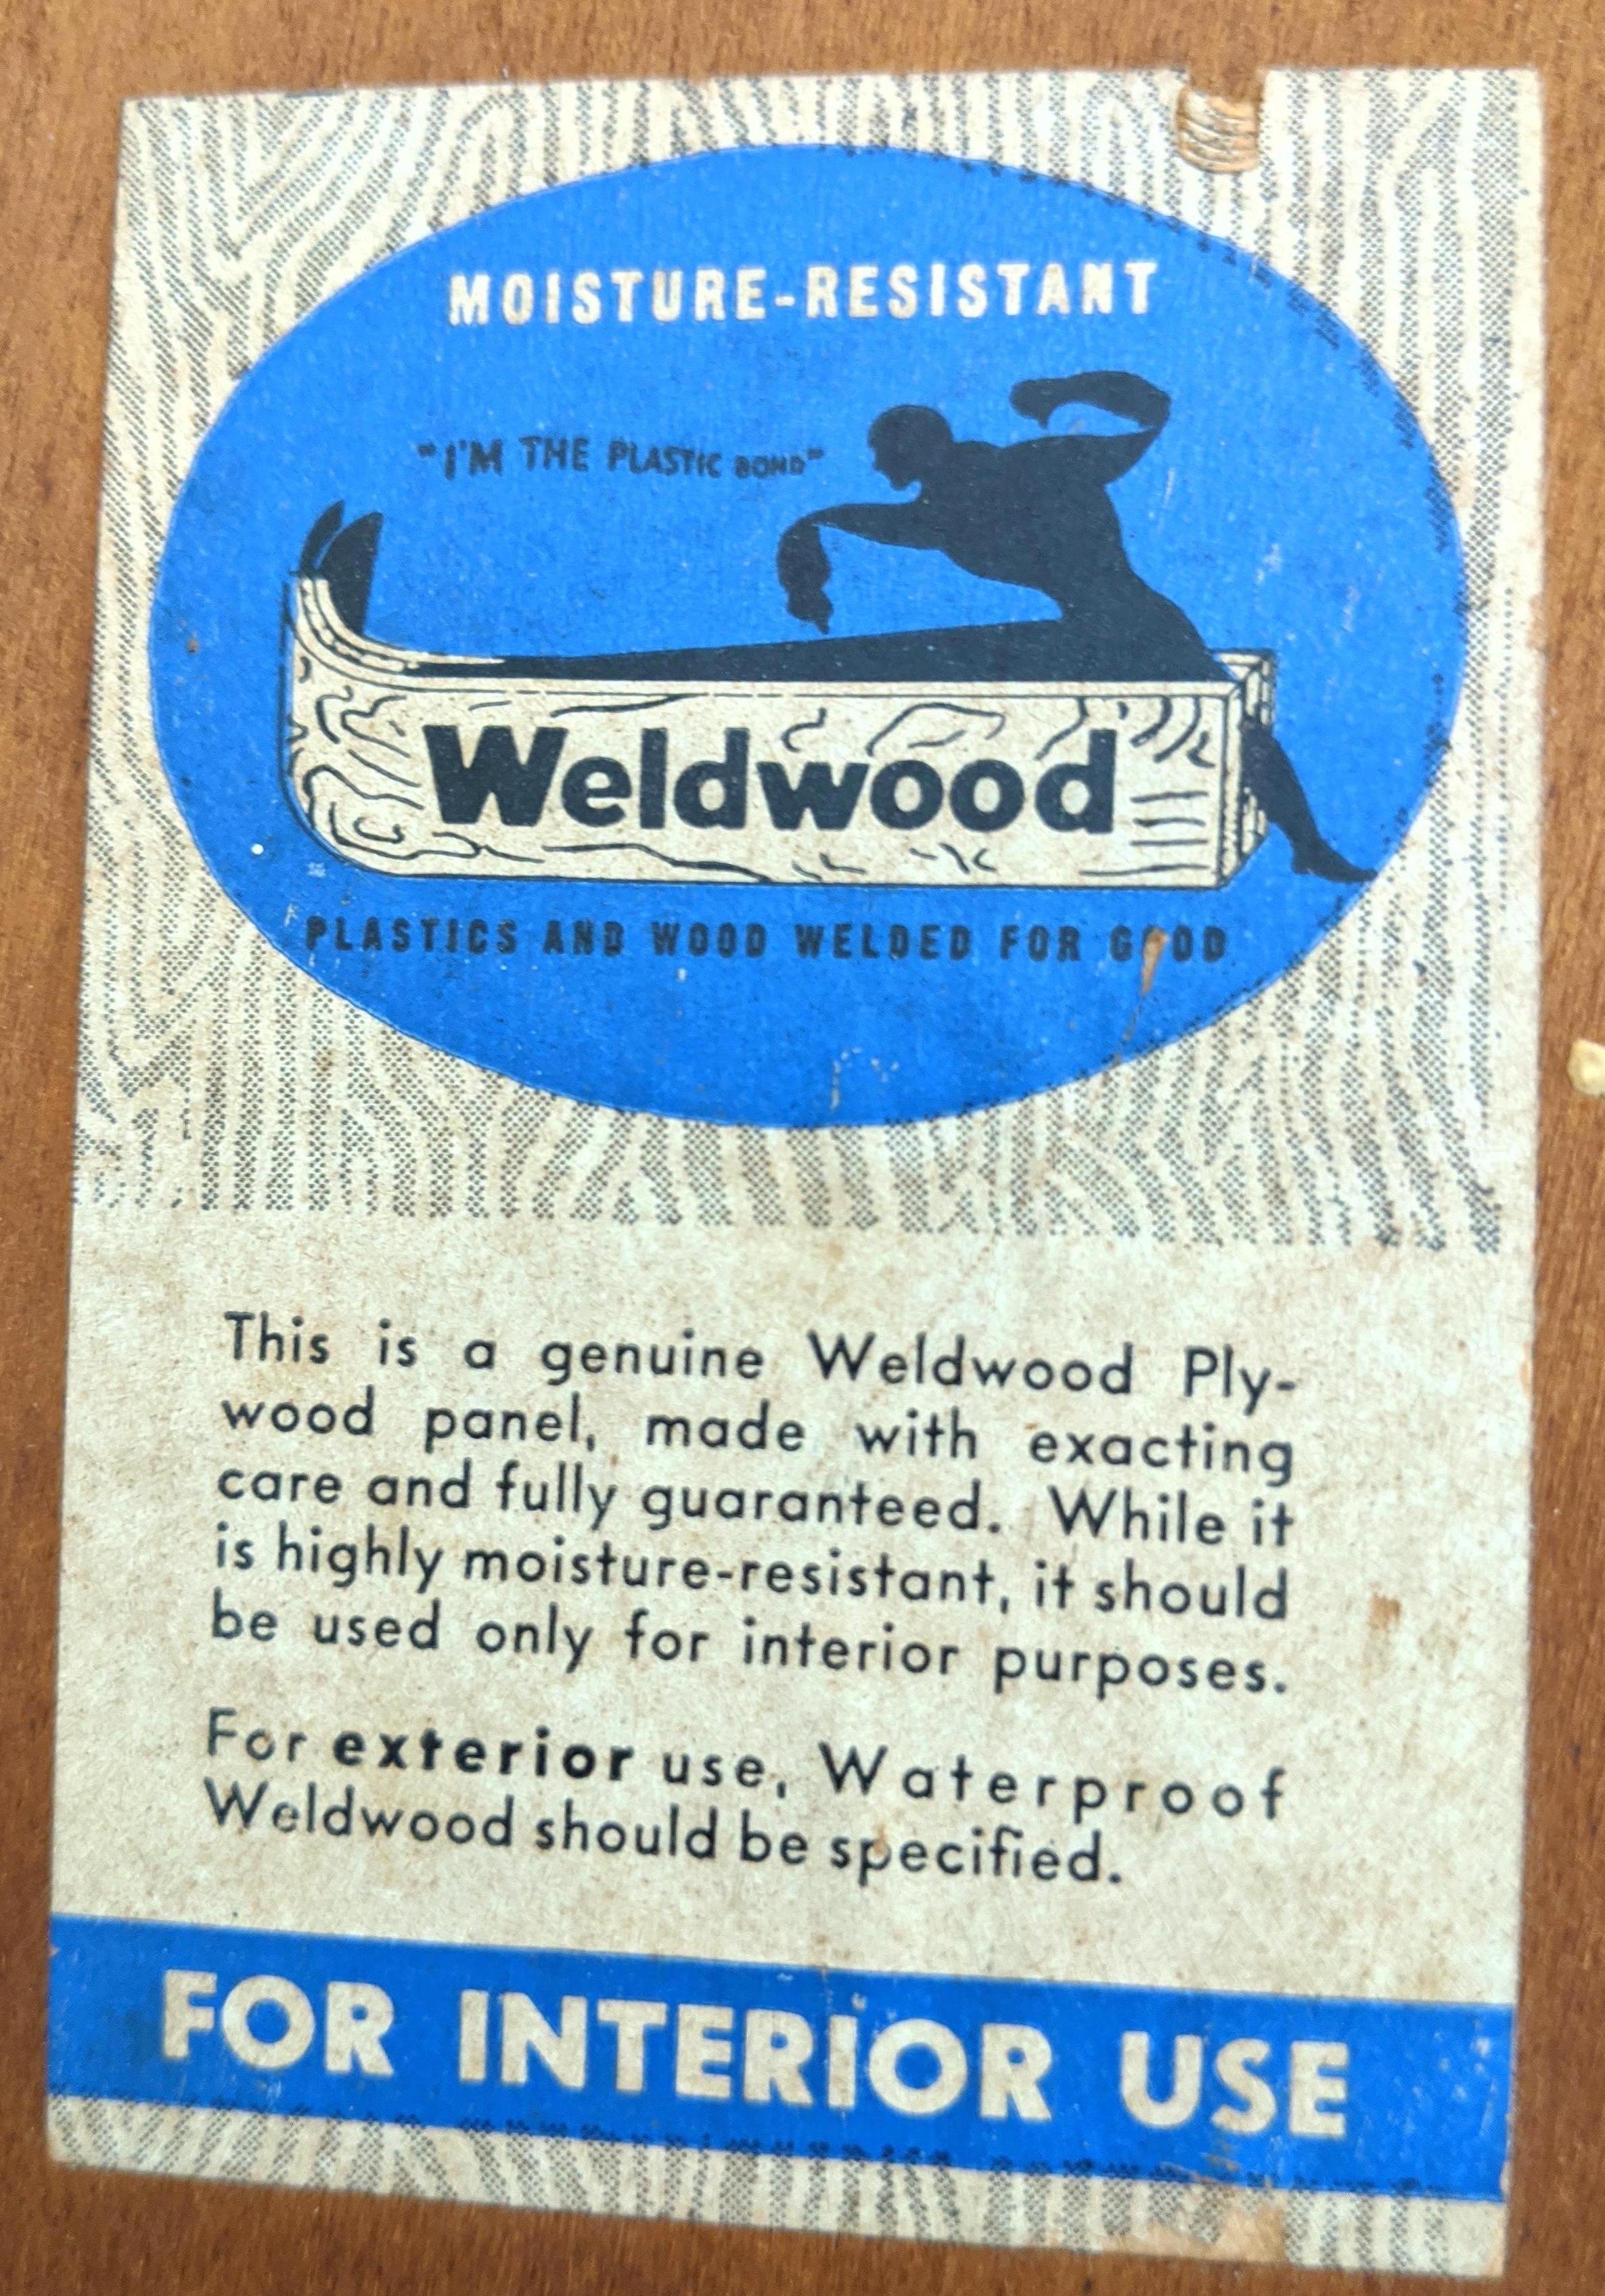 MOISTURE-RESISTANT
"I'M THE PLASTIC BOND"
Weldwood
PLASTICS AND WOOD WELDED FOR GOOD
This is a genuine Weldwood Ply-
wood panel, made with exacting
care and fully guaranteed. While it
is highly moisture-resistant, it should
be used only for interior purposes.
For exterior use, Waterproof
Weldwood should be specified.
FOR INTERIOR USE